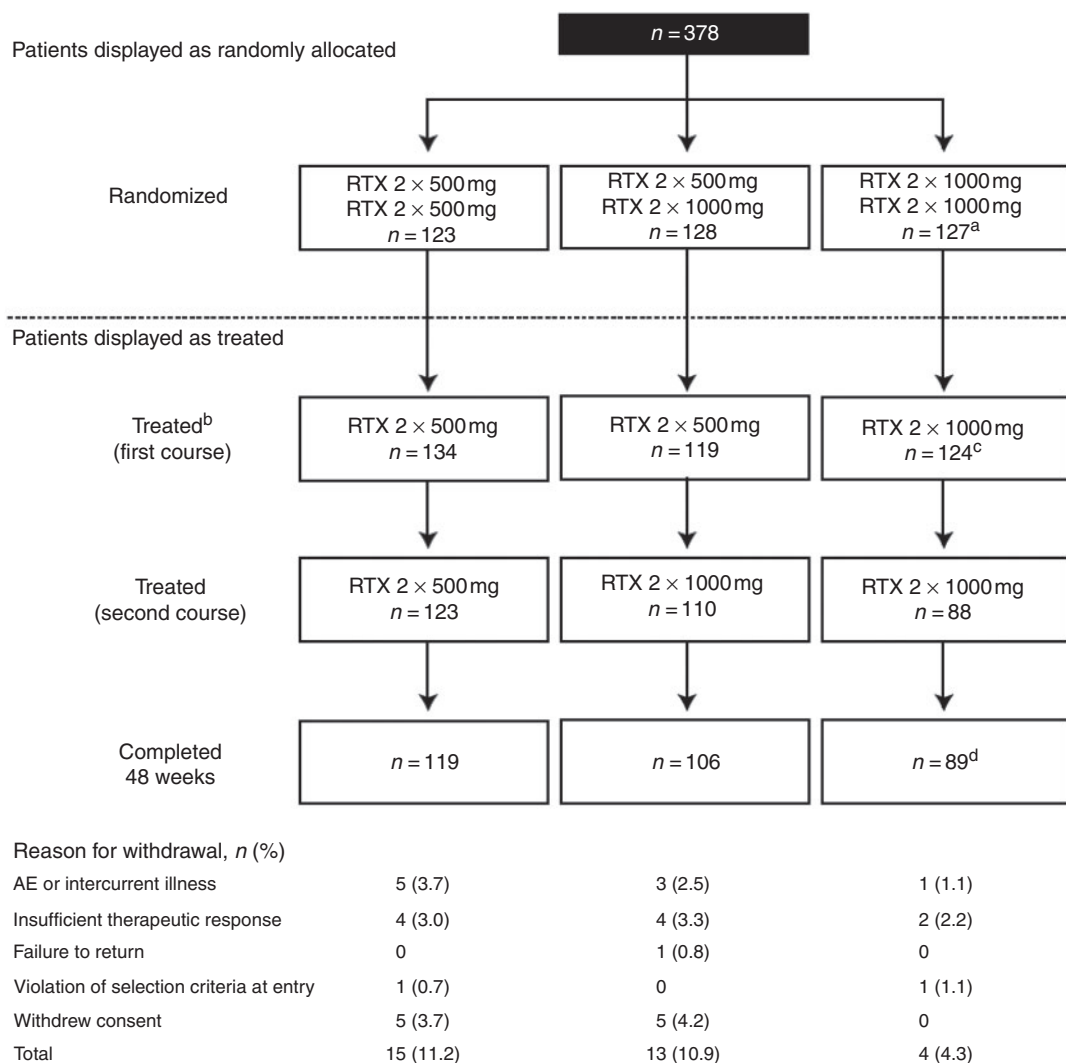 Patients displayed as randomly allocated
n = 378
Randomized
RTX 2 × 500 mg
RTX 2 × 500 mg
n = 123
RTX 2 × 500 mg
RTX 2 × 1000 mg
n = 128
RTX 2 × 1000 mg
RTX 2 × 1000 mg
n = 127ᵃ
Patients displayed as treated
Treatedᵇ
(first course)
RTX 2 × 500 mg
n = 134
RTX 2 × 500 mg
n = 119
RTX 2 × 1000 mg
n = 124ᶜ
Treated
(second course)
RTX 2 × 500 mg
n = 123
RTX 2 × 1000 mg
n = 110
RTX 2 × 1000 mg
n = 88
Completed
48 weeks
n = 119
n = 106
n = 89ᵈ
Reason for withdrawal, n (%)
AE or intercurrent illness 5 (3.7) 3 (2.5) 1 (1.1)
Insufficient therapeutic response 4 (3.0) 4 (3.3) 2 (2.2)
Failure to return 0 1 (0.8) 0
Violation of selection criteria at entry 1 (0.7) 0 1 (1.1)
Withdrew consent 5 (3.7) 5 (4.2) 0
Total 15 (11.2) 13 (10.9) 4 (4.3)